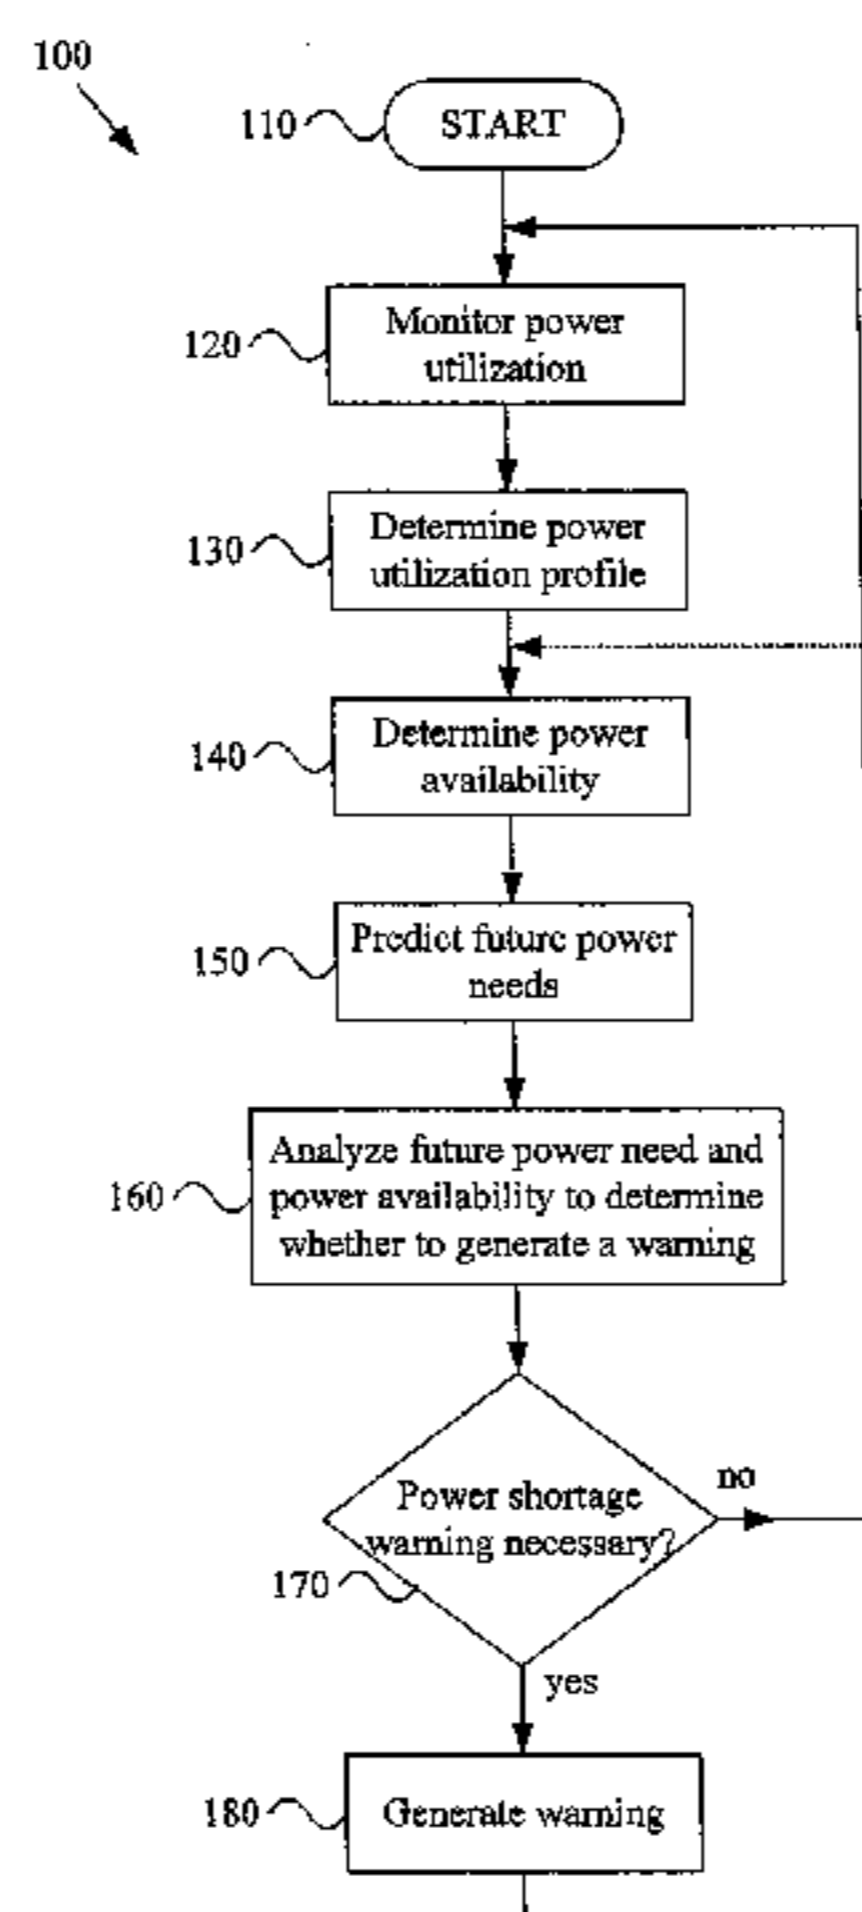 100
110
START
120
Monitor power
utilization
130
Determine power
utilization profile
140
Determine power
availability
150
Predict future power
needs
160
Analyze future power need and
power availability to determine
whether to generate a warning
no
Power shortage
warning necessary?
170
yes
180
Generate warning